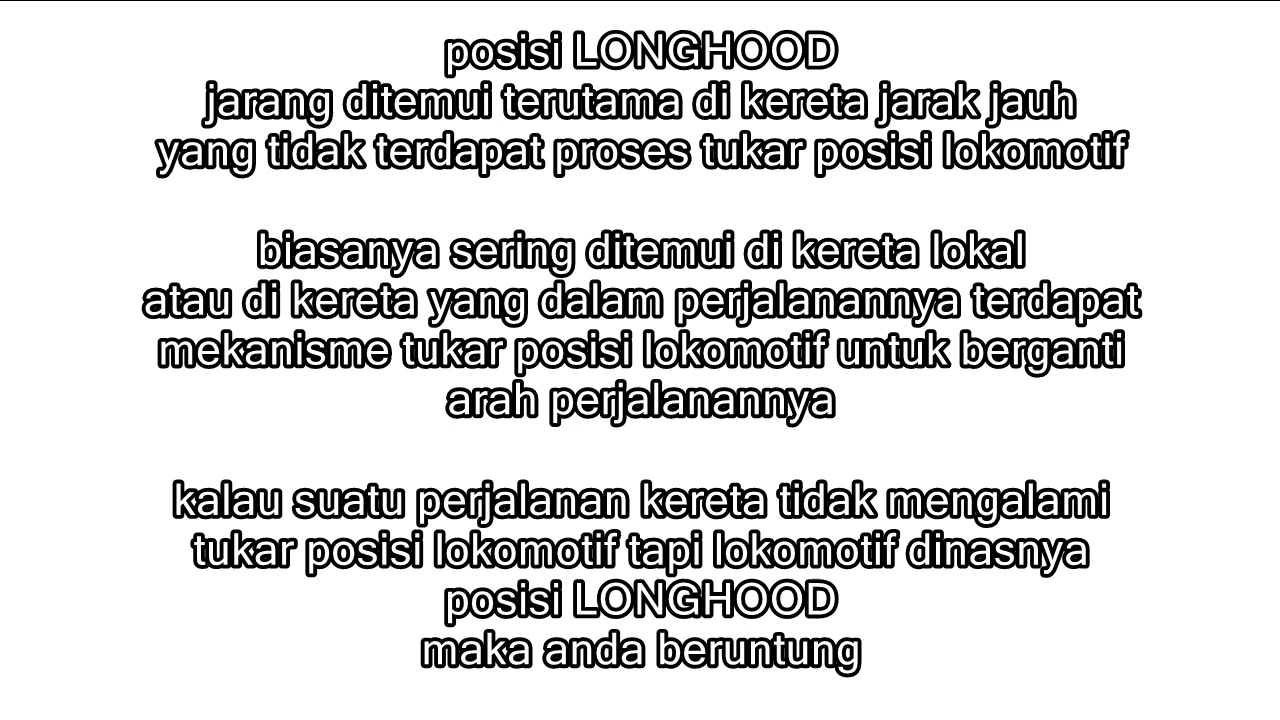 posisi LONGHOOD
jarang ditemui terutama di kereta jarak jauh
yang tidak terdapat proses tukar posisi lokomotif
biasanya sering ditemui di kereta lokal
atau di kereta yang dalam perjalanannya terdapat
mekanisme tukar posisi lokomotif untuk berganti
arah perjalanannya
kalau suatu perjalanan kereta tidak mengalami
tukar posisi lokomotif tapi lokomotif dinasnya
posisi LONGHOOD
maka anda beruntung